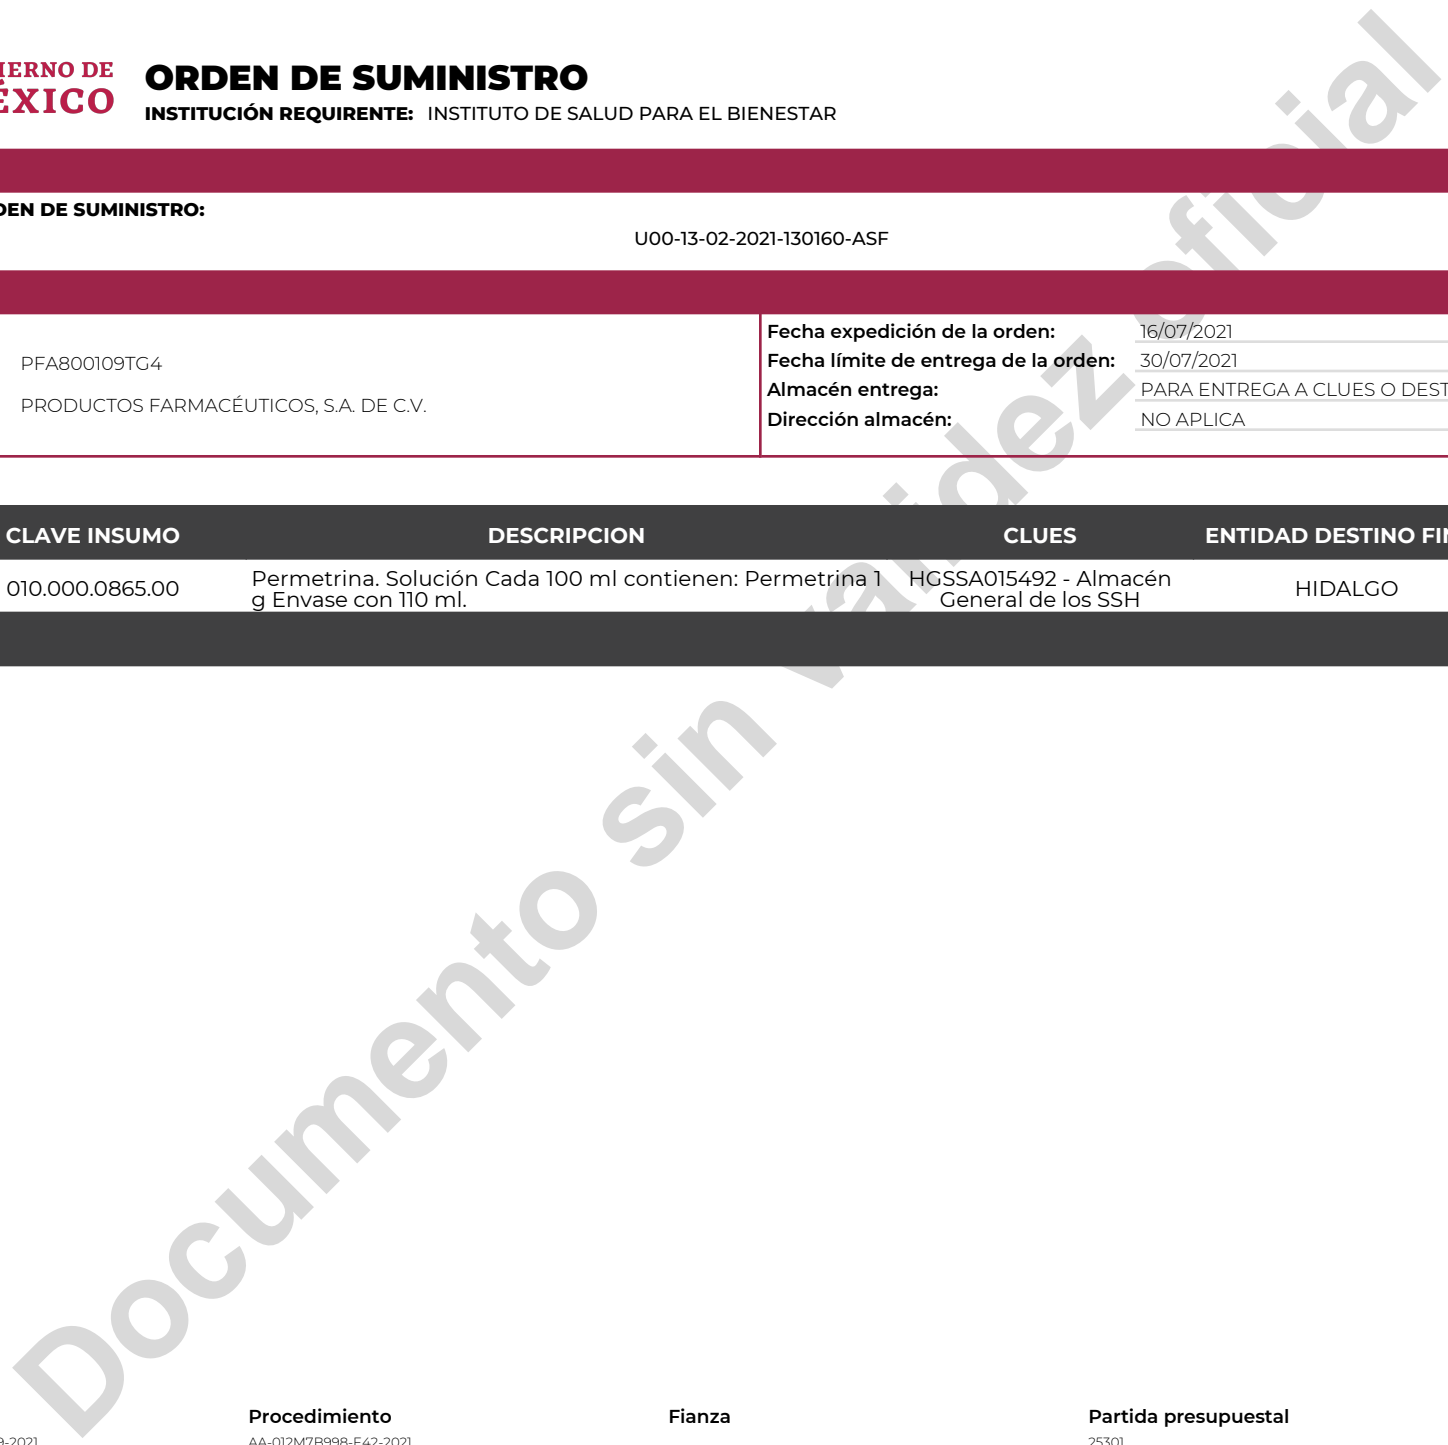 IERNO DE
ÉXICO
ORDEN DE SUMINISTRO
INSTITUCIÓN REQUIRENTE: INSTITUTO DE SALUD PARA EL BIENESTAR
DEN DE SUMINISTRO:
U00-13-02-2021-130160-ASF
PFA800109TG4
PRODUCTOS FARMACÉUTICOS, S.A. DE C.V.
Fecha expedición de la orden: 16/07/2021
Fecha límite de entrega de la orden: 30/07/2021
Almacén entrega: PARA ENTREGA A CLUES O DEST
Dirección almacén: NO APLICA
CLAVE INSUMO DESCRIPCION CLUES ENTIDAD DESTINO FIN
010.000.0865.00 Permetrina. Solución Cada 100 ml contienen: Permetrina 1 HGSSA015492 - Almacén HIDALGO
g Envase con 110 ml. General de los SSH
Documento sin validez oficial
Procedimiento Fianza Partida presupuestal
9-2021 AA-012M7B998-E42-2021 25301